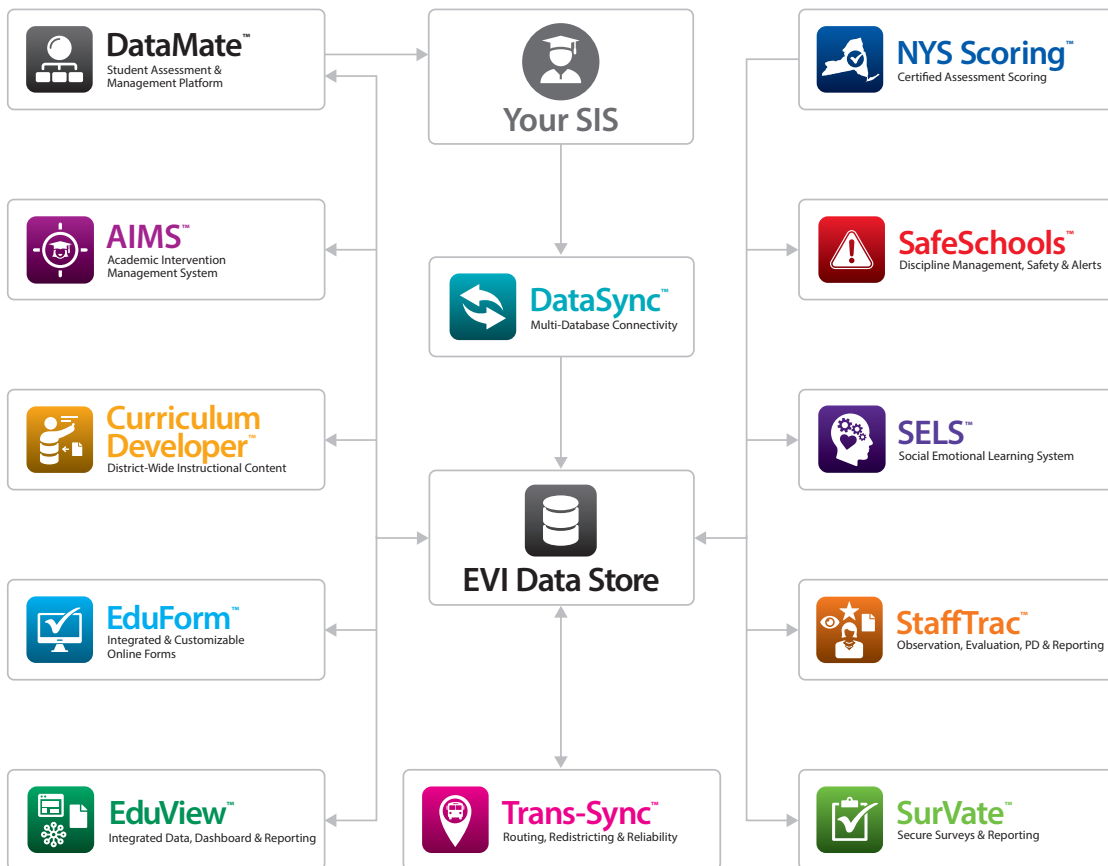 DataMate™
Student Assessment &
Management Platform
Your SIS
NYS Scoring™
Certified Assessment Scoring
AIMS™
Academic Intervention
Management System
DataSync™
Multi-Database Connectivity
SafeSchools™
Discipline Management, Safety & Alerts
Curriculum
Developer™
District-Wide Instructional Content
EVI Data Store
SELS™
Social Emotional Learning System
EduForm™
Integrated & Customizable
Online Forms
StaffTrac™
Observation, Evaluation, PD & Reporting
EduView™
Integrated Data, Dashboard & Reporting
Trans-Sync™
Routing, Redistricting & Reliability
SurVate™
Secure Surveys & Reporting